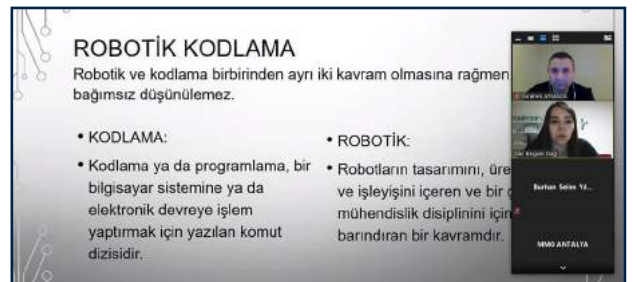 ROBOTİK KODLAMA
Robotik ve kodlama birbirinden ayrı iki kavram olmasına rağmen
bağımsız düşünülemez.
• KODLAMA:
• Kodlama ya da programlama, bir
bilgisayar sistemine ya da
elektronik devreye işlem
yaptırmak için yazılan komut
dizisidir.
• ROBOTİK:
• Robotların tasarımını, üre
ve işleyişini içeren ve bir
mühendislik disiplinini için
barındıran bir kavramdır.
Burhan Selim
MMG ANTALYA